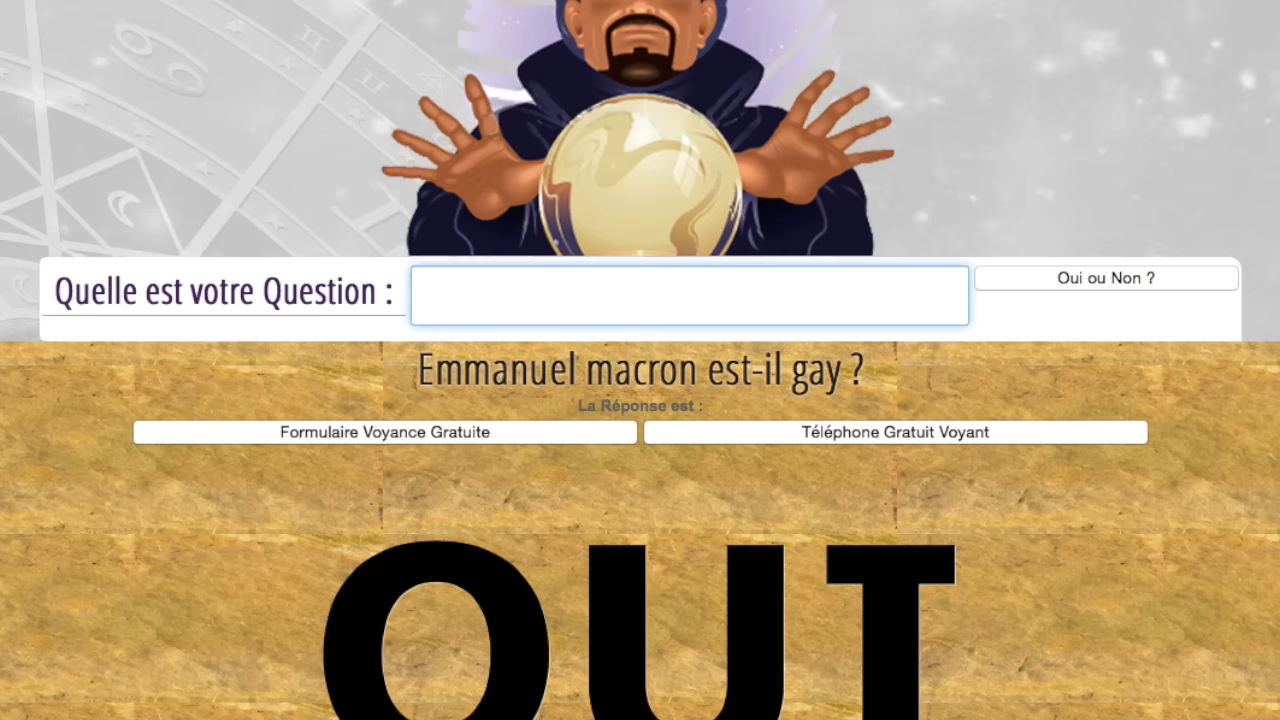 Quelle est votre Question :
Oui ou Non ?
Emmanuel macron est-il gay ?
La Réponse est :
Formulaire Voyance Gratuite
Téléphone Gratuit Voyant
OUI